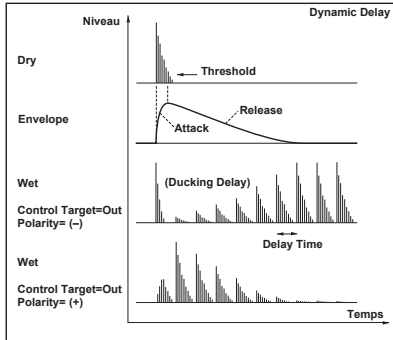 Dynamic Delay
Niveau
Dry
Threshold
Envelope
Release
Attack
Wet
(Ducking Delay)
Control Target=Out
Polarity= (–)
Delay Time
Wet
Control Target=Out
Polarity= (+)
Temps